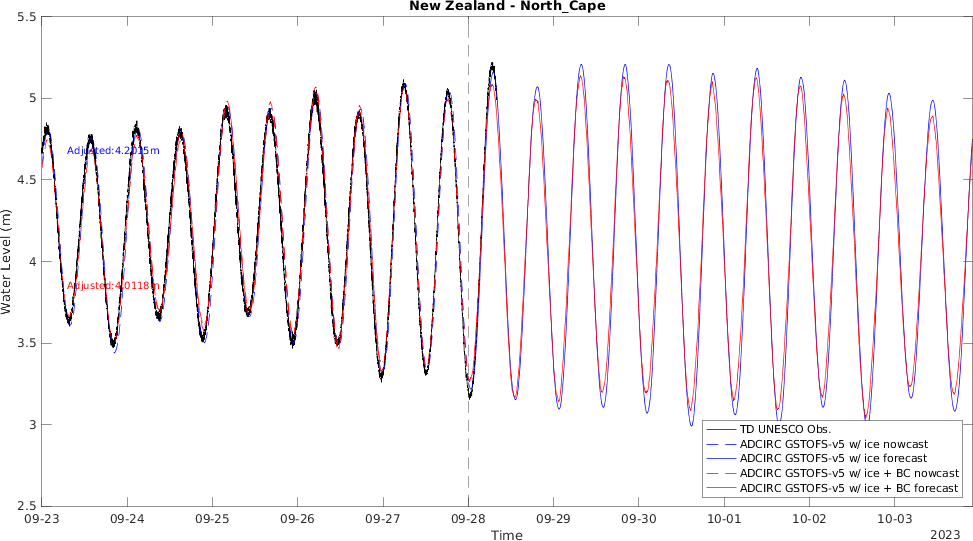 New Zealand - North_Cape
5.5
5
4.5
4
3.5
3
2.5
Water Level (m)
Adjusted:4.2035m
Adjusted:4.0118m
TD UNESCO Obs.
ADCIRC GSTOFS-v5 w/ ice nowcast
ADCIRC GSTOFS-v5 w/ ice forecast
ADCIRC GSTOFS-v5 w/ ice + BC nowcast
ADCIRC GSTOFS-v5 w/ ice + BC forecast
09-23 09-24 09-25 09-26 09-27 09-28 09-29 09-30 10-01 10-02 10-03
Time
2023